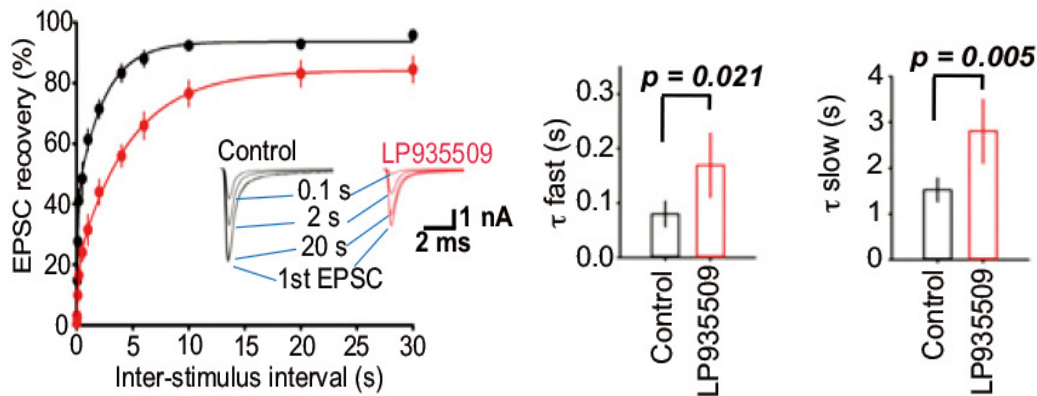 EPSC recovery (%)
100
80
60
40
20
0
0 5 10 15 20 25 30
Inter-stimulus interval (s)
Control
LP935509
0.1 s
2 s
20 s
1st EPSC
1 nA
2 ms
p = 0.021
τ fast (s)
0.3
0.2
0.1
0.0
Control
LP935509
p = 0.005
τ slow (s)
4
3
2
1
0
Control
LP935509